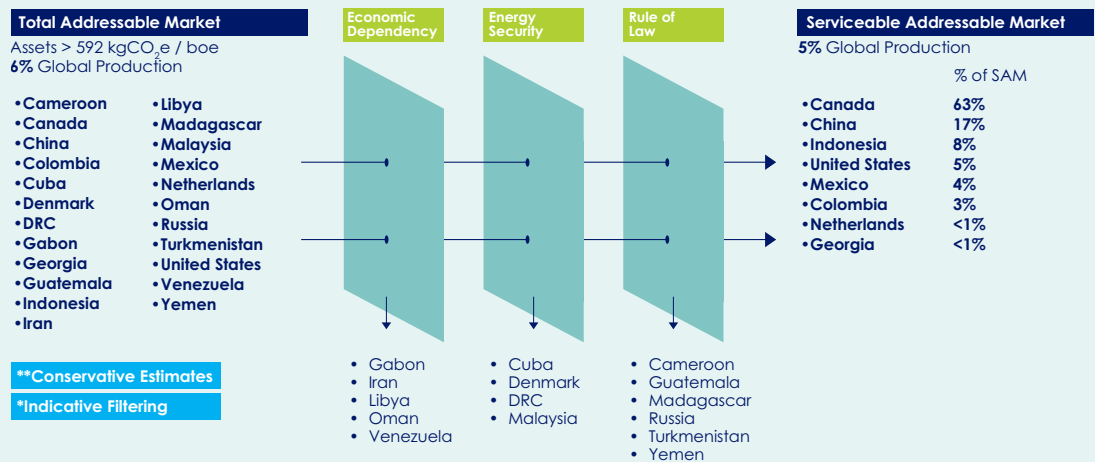 Total Addressable Market
Assets > 592 kgCO2e / boe
6% Global Production
•Cameroon
•Canada
•China
•Colombia
•Cuba
•Denmark
•DRC
•Gabon
•Georgia
•Guatemala
•Indonesia
•Iran
•Libya
•Madagascar
•Malaysia
•Mexico
•Netherlands
•Oman
•Russia
•Turkmenistan
•United States
•Venezuela
•Yemen
**Conservative Estimates
*Indicative Filtering
Economic
Dependency
• Gabon
• Iran
• Libya
• Oman
• Venezuela
Energy
Security
• Cuba
• Denmark
• DRC
• Malaysia
Rule of
Law
• Cameroon
• Guatemala
• Madagascar
• Russia
• Turkmenistan
• Yemen
Serviceable Addressable Market
5% Global Production
% of SAM
•Canada 63%
•China 17%
•Indonesia 8%
•United States 5%
•Mexico 4%
•Colombia 3%
•Netherlands <1%
•Georgia <1%